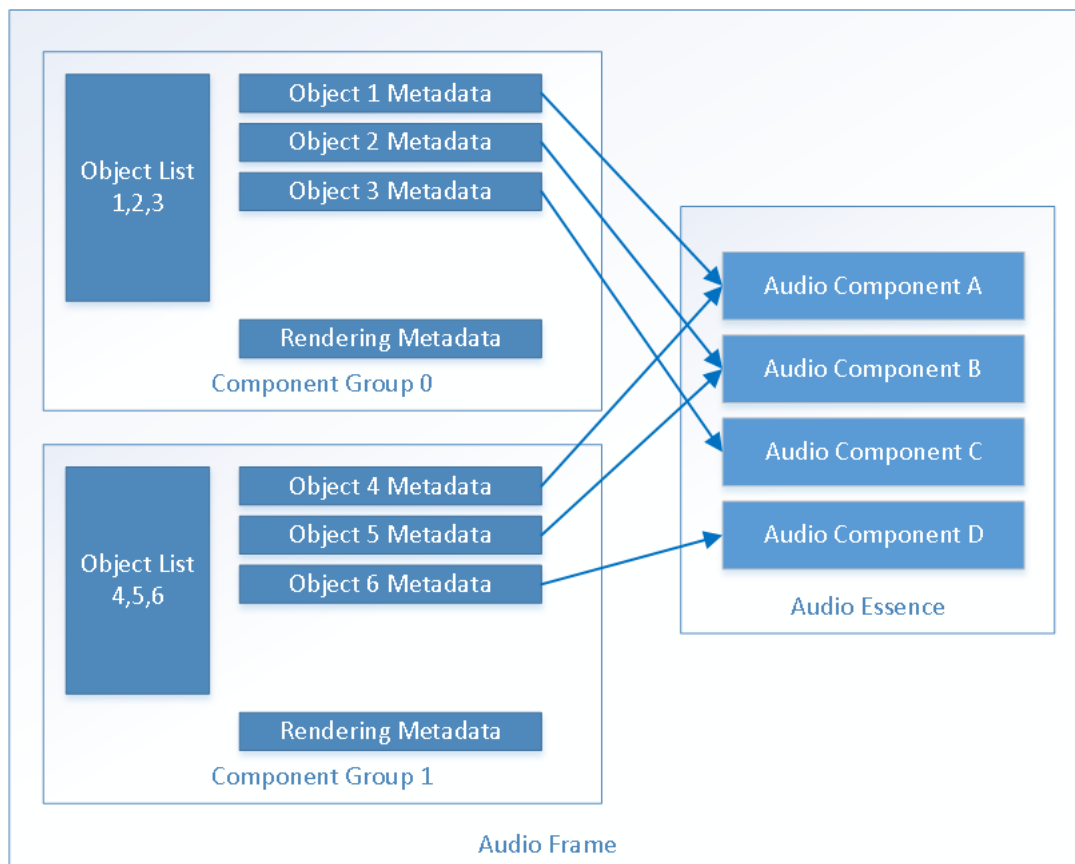 Object List
1,2,3
Object 1 Metadata
Object 2 Metadata
Object 3 Metadata
Rendering Metadata
Component Group 0
Object List
4,5,6
Object 4 Metadata
Object 5 Metadata
Object 6 Metadata
Rendering Metadata
Component Group 1
Audio Component A
Audio Component B
Audio Component C
Audio Component D
Audio Essence
Audio Frame